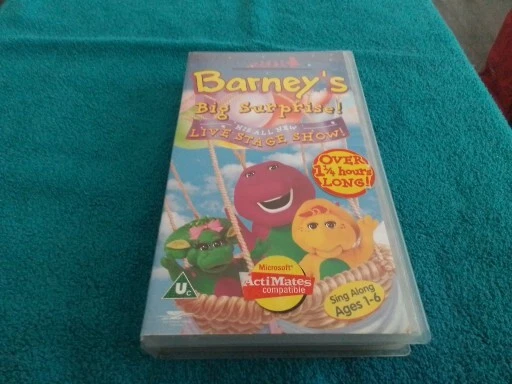 Barney's
Big Surprise!
HIS ALL NEW
LIVE STAGE SHOW!
OVER
1¼ hours
LONG!
Microsoft®
ActiMates
compatible
Sing Along
Ages 1-6
Uc